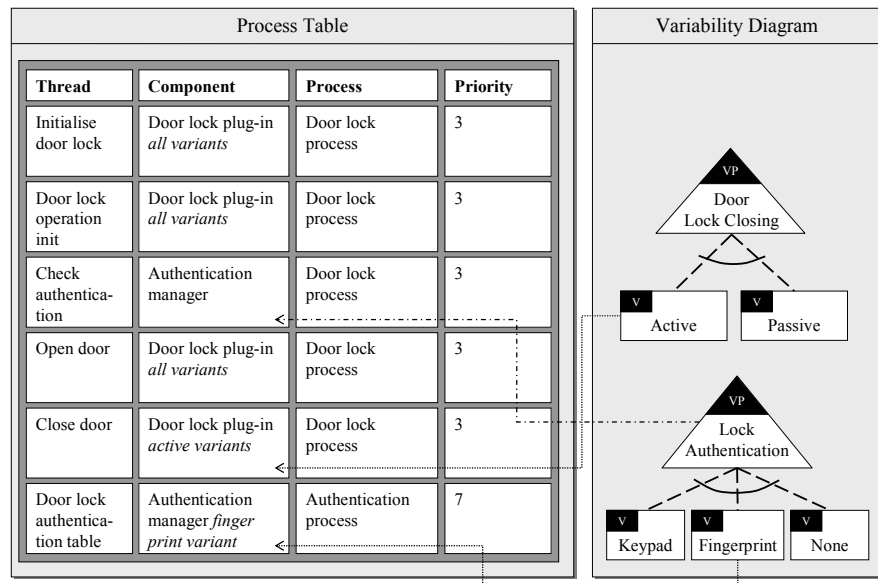 Process Table
Thread Component Process Priority
Initialise Door lock plug-in Door lock 3
door lock all variants process
Door lock Door lock plug-in Door lock 3
operation all variants process
init
Check Authentication Door lock 3
authentica- manager process
tion
Open door Door lock plug-in Door lock 3
all variants process
Close door Door lock plug-in Door lock 3
active variants process
Door lock Authentication Authentication 7
authentica- manager finger process
tion table print variant
Variability Diagram
VP
Door
Lock Closing
V V
Active Passive
VP
Lock
Authentication
V V V
Keypad Fingerprint None